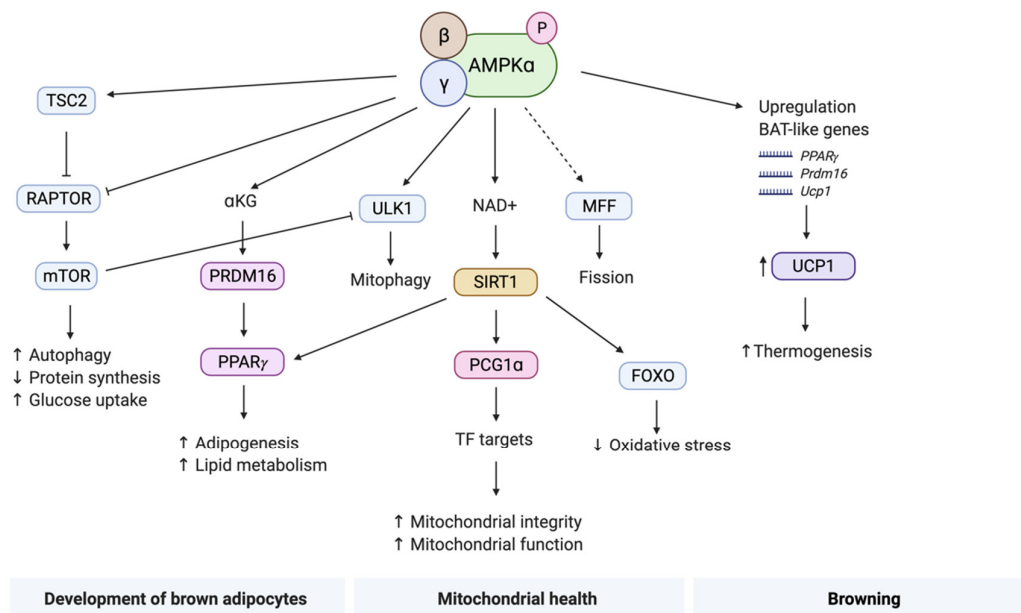 β
P
AMPKα
γ
TSC2
Upregulation
BAT-like genes
PPARγ
Prdm16
Ucp1
RAPTOR
αKG
ULK1
NAD+
MFF
mTOR
PRDM16
Mitophagy
SIRT1
Fission
↑ UCP1
↑ Autophagy
↓ Protein synthesis
↑ Glucose uptake
PPARγ
PCG1α
FOXO
↑ Thermogenesis
↑ Adipogenesis
↑ Lipid metabolism
TF targets
↓ Oxidative stress
↑ Mitochondrial integrity
↑ Mitochondrial function
Development of brown adipocytes
Mitochondrial health
Browning